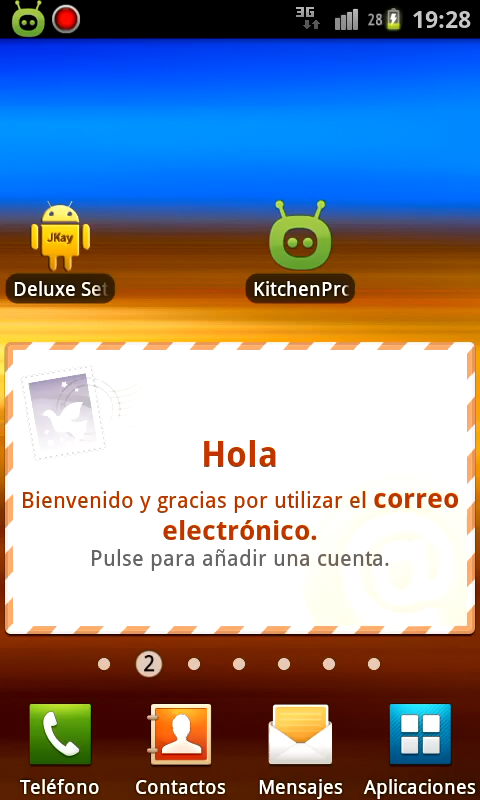 3G 28 19:28
JKay
Deluxe Set KitchenPro
Hola
Bienvenido y gracias por utilizar el correo
electrónico.
Pulse para añadir una cuenta.
2
Teléfono Contactos Mensajes Aplicaciones